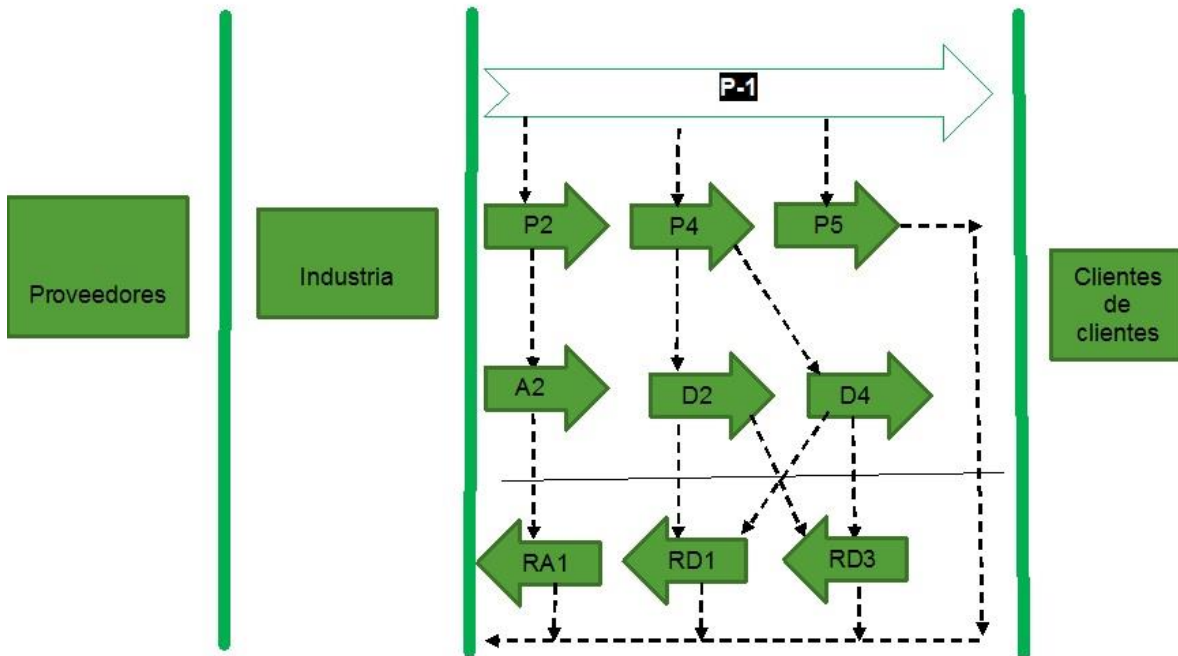 P-1
P2
P4
P5
Proveedores
Industria
Clientes
de
clientes
A2
D2
D4
RA1
RD1
RD3